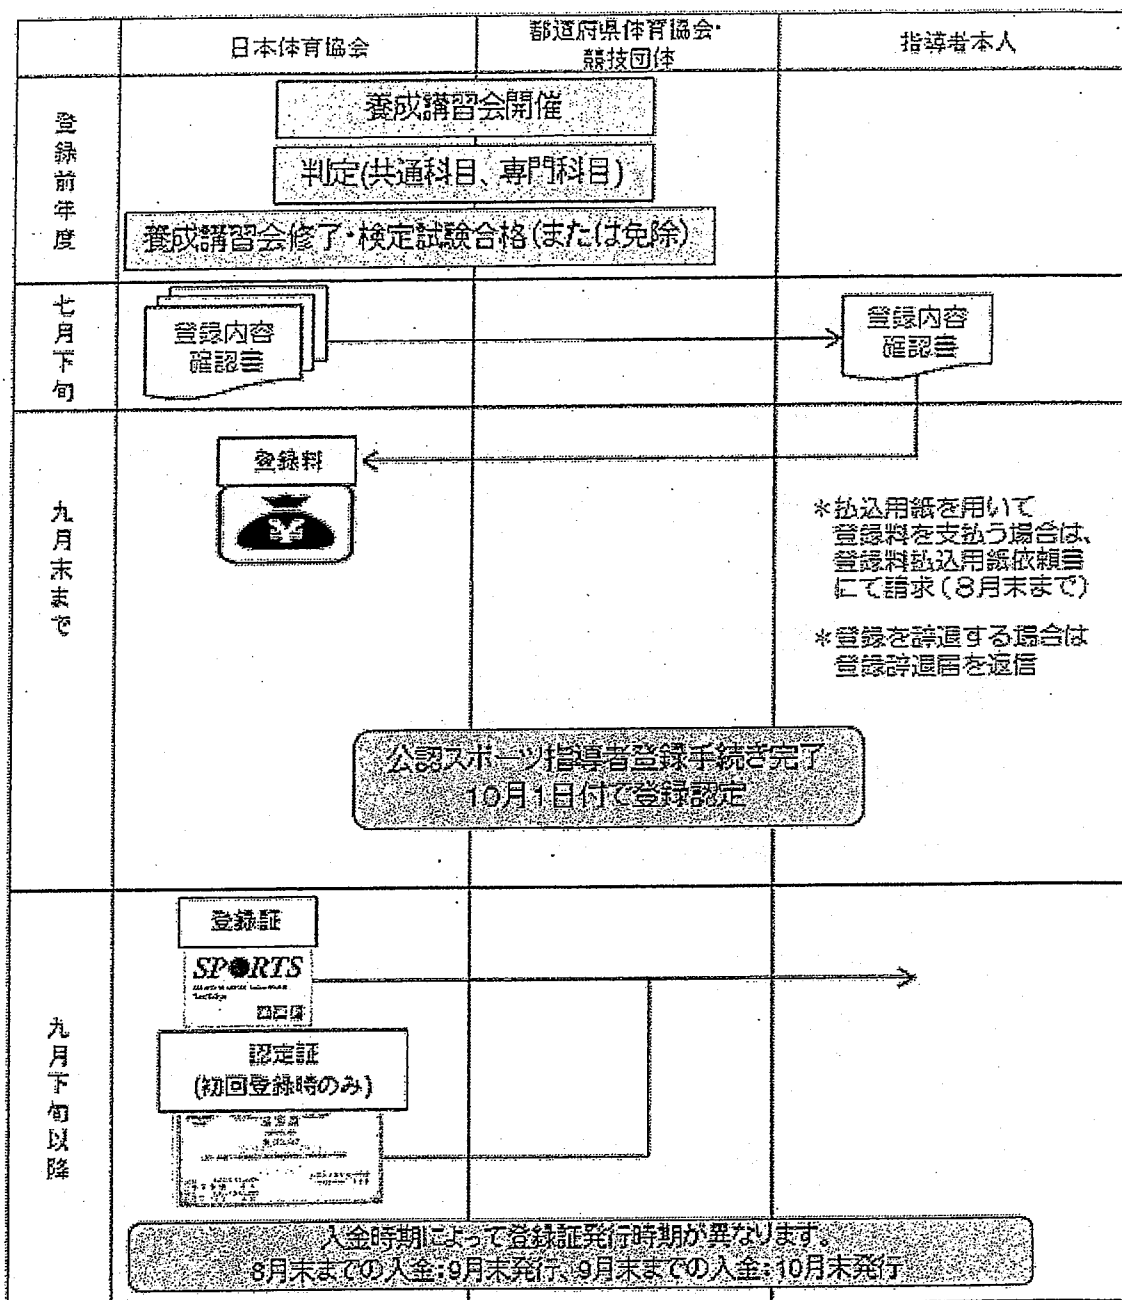 日本体育協会
都道府県体育協会・
競技団体
指導者本人
登録前年度
養成講習会開催
判定(共通科目、専門科目)
養成講習会修了・検定試験合格(または免除)
七月下旬
登録内容
確認書
登録内容
確認書
九月末まで
登録料
¥
＊払込用紙を用いて
登録料を支払う場合は、
登録料払込用紙依頼書
にて請求(8月末まで)
＊登録を辞退する場合は
登録辞退届を返信
公認スポーツ指導者登録手続き完了
10月1日付で登録認定
九月下旬以降
登録証
SPORTS
認定証
(初回登録時のみ)
入金時期によって登録証発行時期が異なります。
8月末までの入金:9月末発行、9月末までの入金:10月末発行